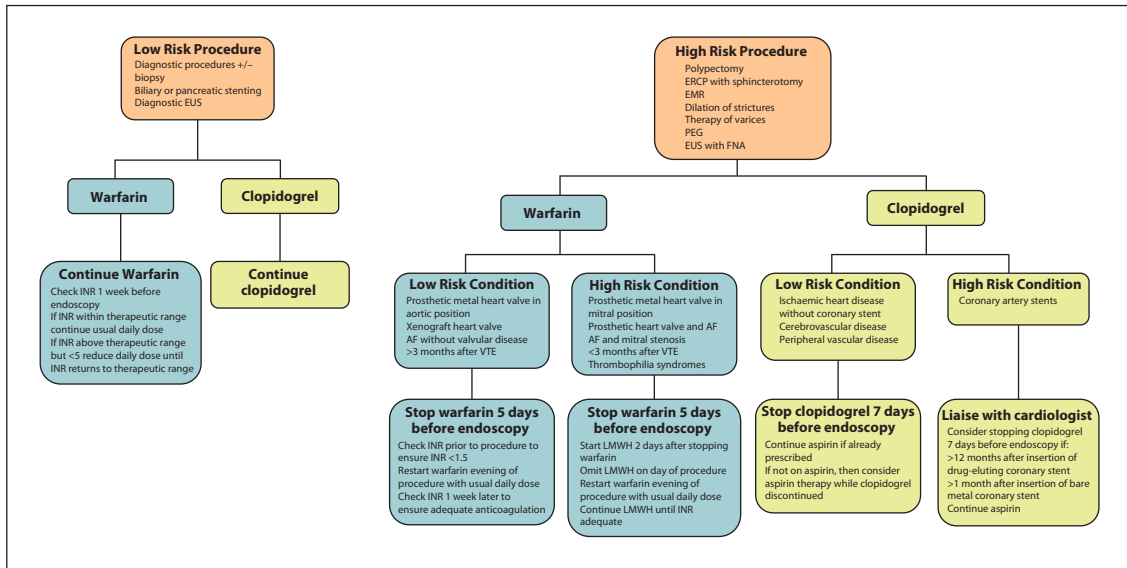 Low Risk Procedure
Diagnostic procedures +/–
biopsy
Biliary or pancreatic stenting
Diagnostic EUS
Warfarin
Clopidogrel
Continue Warfarin
Check INR 1 week before
endoscopy
If INR within therapeutic range
continue usual daily dose
If INR above therapeutic range
but <5 reduce daily dose until
INR returns to therapeutic range
Continue
clopidogrel
High Risk Procedure
Polypectomy
ERCP with sphincterotomy
EMR
Dilation of strictures
Therapy of varices
PEG
EUS with FNA
Warfarin
Clopidogrel
Low Risk Condition
Prosthetic metal heart valve in
aortic position
Xenograft heart valve
AF without valvular disease
>3 months after VTE
High Risk Condition
Prosthetic metal heart valve in
mitral position
Prosthetic heart valve and AF
AF and mitral stenosis
<3 months after VTE
Thrombophilia syndromes
Low Risk Condition
Ischaemic heart disease
without coronary stent
Cerebrovascular disease
Peripheral vascular disease
High Risk Condition
Coronary artery stents
Stop warfarin 5 days
before endoscopy
Check INR prior to procedure to
ensure INR <1.5
Restart warfarin evening of
procedure with usual daily dose
Check INR 1 week later to
ensure adequate anticoagulation
Stop warfarin 5 days
before endoscopy
Start LMWH 2 days after stopping
warfarin
Omit LMWH on day of procedure
Restart warfarin evening of
procedure with usual daily dose
Continue LMWH until INR
adequate
Stop clopidogrel 7 days
before endoscopy
Continue aspirin if already
prescribed
If not on aspirin, then consider
aspirin therapy while clopidogrel
discontinued
Liaise with cardiologist
Consider stopping clopidogrel
7 days before endoscopy if:
>12 months after insertion of
drug-eluting coronary stent
>1 month after insertion of bare
metal coronary stent
Continue aspirin